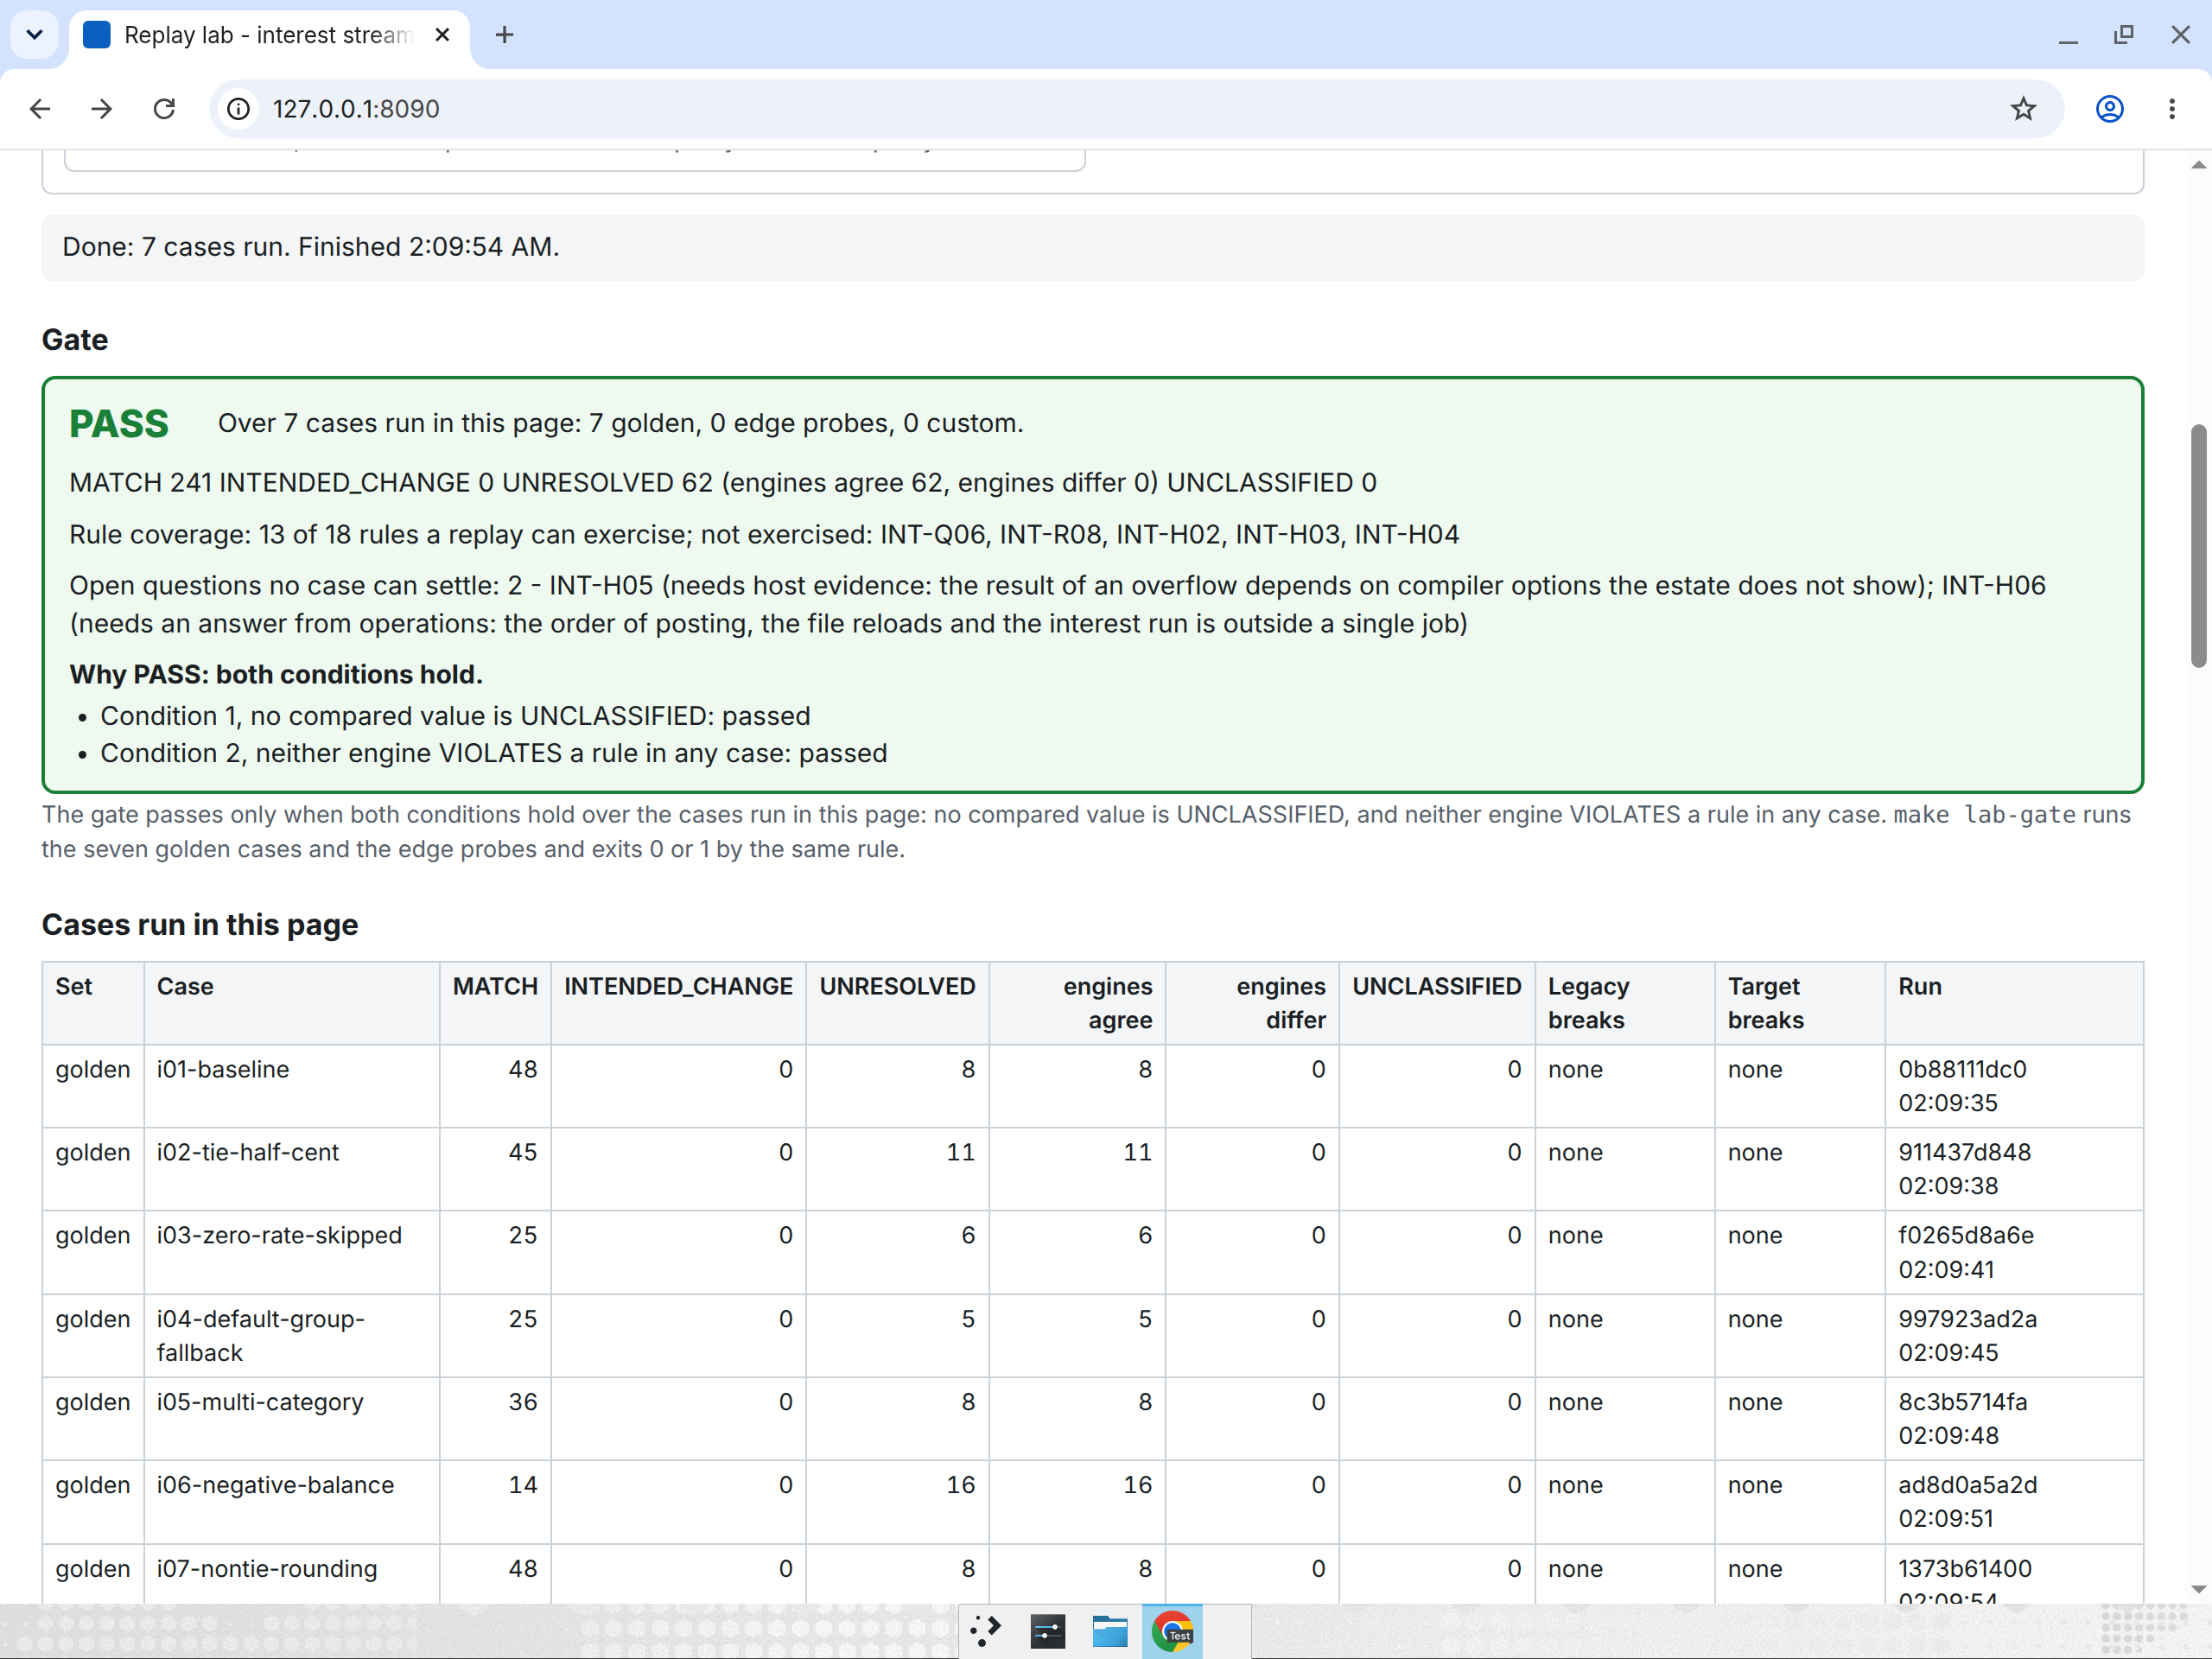 Replay lab - interest stream
127.0.0.1:8090
Done: 7 cases run. Finished 2:09:54 AM.
Gate
PASS Over 7 cases run in this page: 7 golden, 0 edge probes, 0 custom.
MATCH 241 INTENDED_CHANGE 0 UNRESOLVED 62 (engines agree 62, engines differ 0) UNCLASSIFIED 0
Rule coverage: 13 of 18 rules a replay can exercise; not exercised: INT-Q06, INT-R08, INT-H02, INT-H03, INT-H04
Open questions no case can settle: 2 - INT-H05 (needs host evidence: the result of an overflow depends on compiler options the estate does not show); INT-H06
(needs an answer from operations: the order of posting, the file reloads and the interest run is outside a single job)
Why PASS: both conditions hold.
• Condition 1, no compared value is UNCLASSIFIED: passed
• Condition 2, neither engine VIOLATES a rule in any case: passed
The gate passes only when both conditions hold over the cases run in this page: no compared value is UNCLASSIFIED, and neither engine VIOLATES a rule in any case. make lab-gate runs
the seven golden cases and the edge probes and exits 0 or 1 by the same rule.
Cases run in this page
Set Case MATCH INTENDED_CHANGE UNRESOLVED engines agree engines differ UNCLASSIFIED Legacy breaks Target breaks Run
golden i01-baseline 48 0 8 8 0 0 none none 0b88111dc0 02:09:35
golden i02-tie-half-cent 45 0 11 11 0 0 none none 911437d848 02:09:38
golden i03-zero-rate-skipped 25 0 6 6 0 0 none none f0265d8a6e 02:09:41
golden i04-default-group-fallback 25 0 5 5 0 0 none none 997923ad2a 02:09:45
golden i05-multi-category 36 0 8 8 0 0 none none 8c3b5714fa 02:09:48
golden i06-negative-balance 14 0 16 16 0 0 none none ad8d0a5a2d 02:09:51
golden i07-nontie-rounding 48 0 8 8 0 0 none none 1373b61400 02:09:54
Test